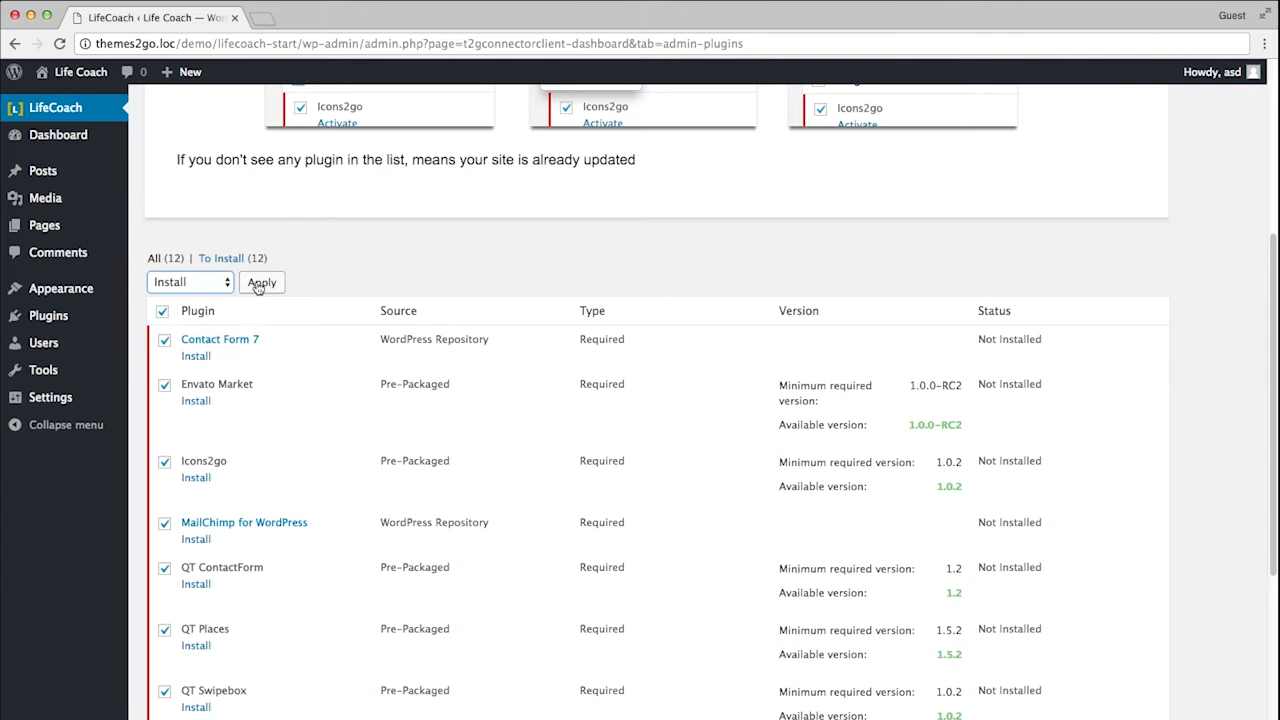 LifeCoach ‹ Life Coach — Wor
Guest
themes2go.loc/demo/lifecoach-start/wp-admin/admin.php?page=t2gconnectorclient-dashboard&tab=admin-plugins
Life Coach 0 New Howdy, asd
[L] LifeCoach
Dashboard
Posts
Media
Pages
Comments
Appearance
Plugins
Users
Tools
Settings
Collapse menu
Icons2go Icons2go Icons2go
Activate Activate Activate
If you don't see any plugin in the list, means your site is already updated
All (12) | To Install (12)
Install Apply
Plugin Source Type Version Status
Contact Form 7 WordPress Repository Required Not Installed
Install
Envato Market Pre-Packaged Required Minimum required version: 1.0.0-RC2 Not Installed
Install
Available version: 1.0.0-RC2
Icons2go Pre-Packaged Required Minimum required version: 1.0.2 Not Installed
Install
Available version: 1.0.2
MailChimp for WordPress WordPress Repository Required Not Installed
Install
QT ContactForm Pre-Packaged Required Minimum required version: 1.2 Not Installed
Install
Available version: 1.2
QT Places Pre-Packaged Required Minimum required version: 1.5.2 Not Installed
Install
Available version: 1.5.2
QT Swipebox Pre-Packaged Required Minimum required version: 1.0.2 Not Installed
Install
Available version: 1.0.2